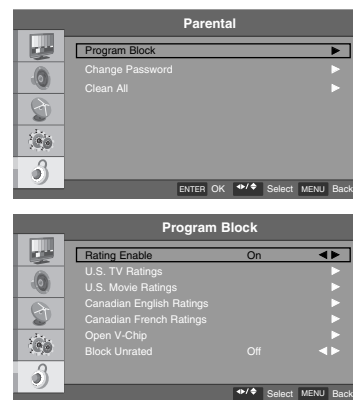 Parental
Program Block
Change Password
Clean All
ENTER OK Select MENU Back
Program Block
Rating Enable On
U.S. TV Ratings
U.S. Movie Ratings
Canadian English Ratings
Canadian French Ratings
Open V-Chip
Block Unrated Off
Select MENU Back